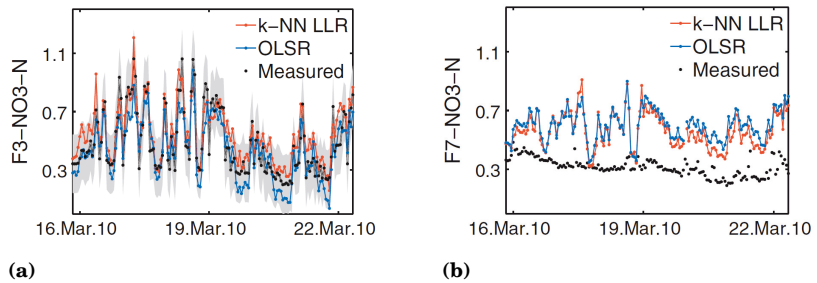 k−NN LLR
OLSR
Measured
F3−NO3−N
1.1
0.7
0.3
16.Mar.10 19.Mar.10 22.Mar.10
(a)
k−NN LLR
OLSR
Measured
F7−NO3−N
1.1
0.7
0.3
16.Mar.10 19.Mar.10 22.Mar.10
(b)